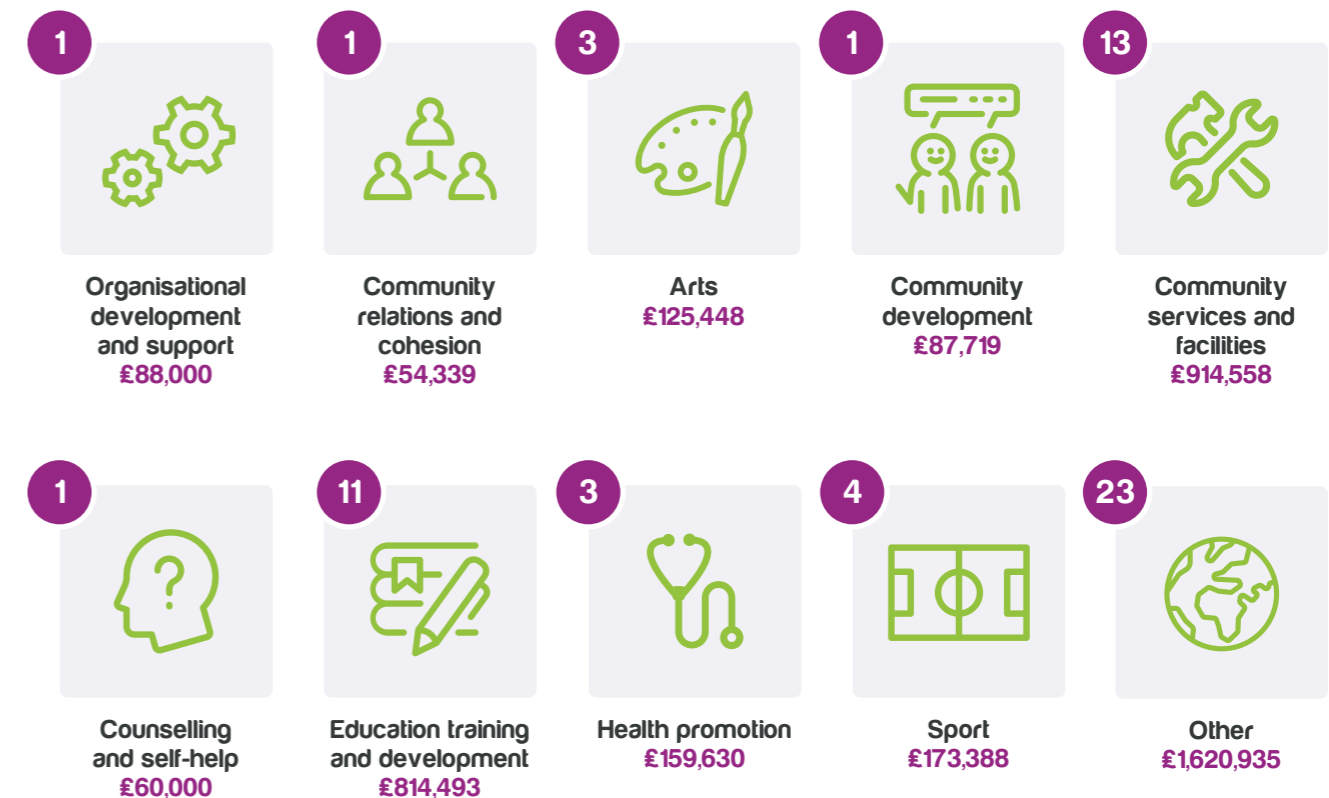 1
Organisational
development
and support
£88,000
1
Community
relations and
cohesion
£54,339
3
Arts
£125,448
1
Community
development
£87,719
13
Community
services and
facilities
£914,558
1
Counselling
and self-help
£60,000
11
Education training
and development
£814,493
3
Health promotion
£159,630
4
Sport
£173,388
23
Other
£1,620,935